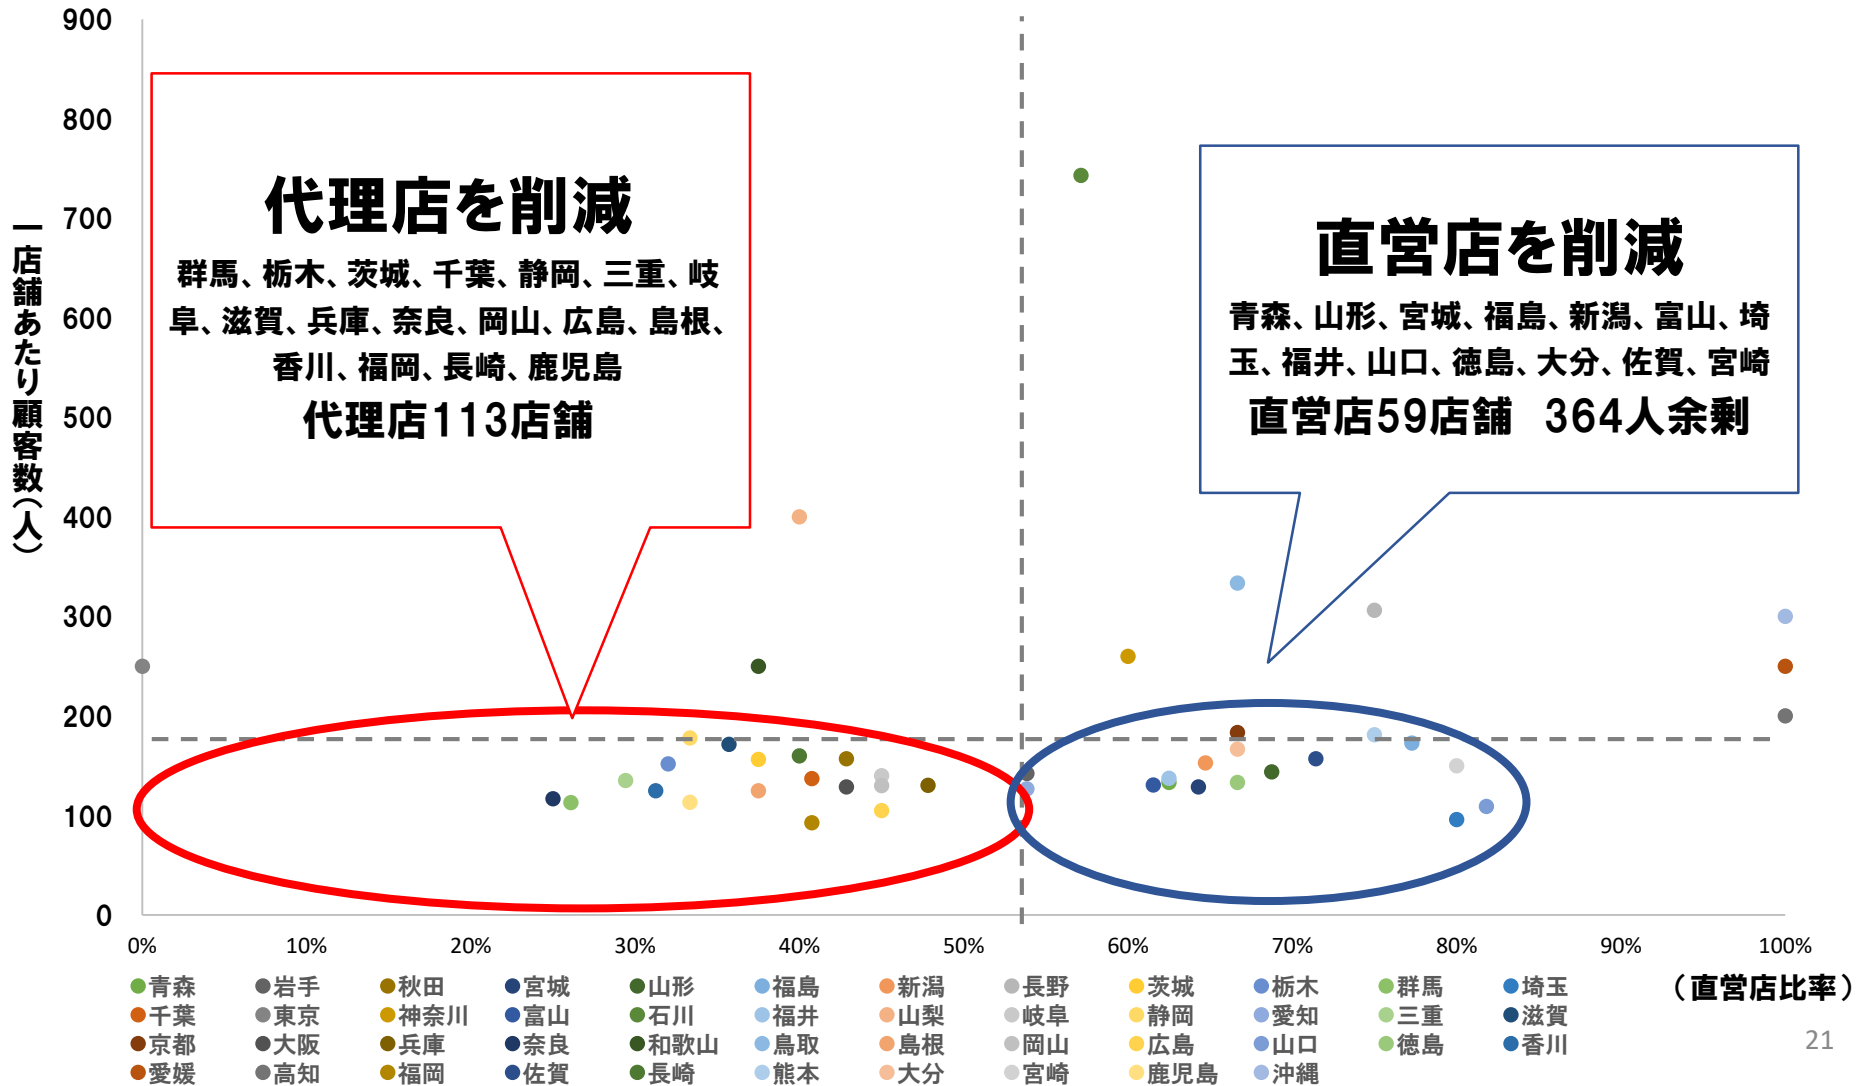 900
800
700
600
500
400
300
200
100
0
一店舗あたり顧客数（人）
代理店を削減
群馬、栃木、茨城、千葉、静岡、三重、岐
阜、滋賀、兵庫、奈良、岡山、広島、島根、
香川、福岡、長崎、鹿児島
代理店113店舗
直営店を削減
青森、山形、宮城、福島、新潟、富山、埼
玉、福井、山口、徳島、大分、佐賀、宮崎
直営店59店舗　364人余剰
0% 10% 20% 30% 40% 50% 60% 70% 80% 90% 100%
（直営店比率）
青森 岩手 秋田 宮城 山形 福島 新潟 長野 茨城 栃木 群馬 埼玉
千葉 東京 神奈川 富山 石川 福井 山梨 岐阜 静岡 愛知 三重 滋賀
京都 大阪 兵庫 奈良 和歌山 鳥取 島根 岡山 広島 山口 徳島 香川
愛媛 高知 福岡 佐賀 長崎 熊本 大分 宮崎 鹿児島 沖縄
21